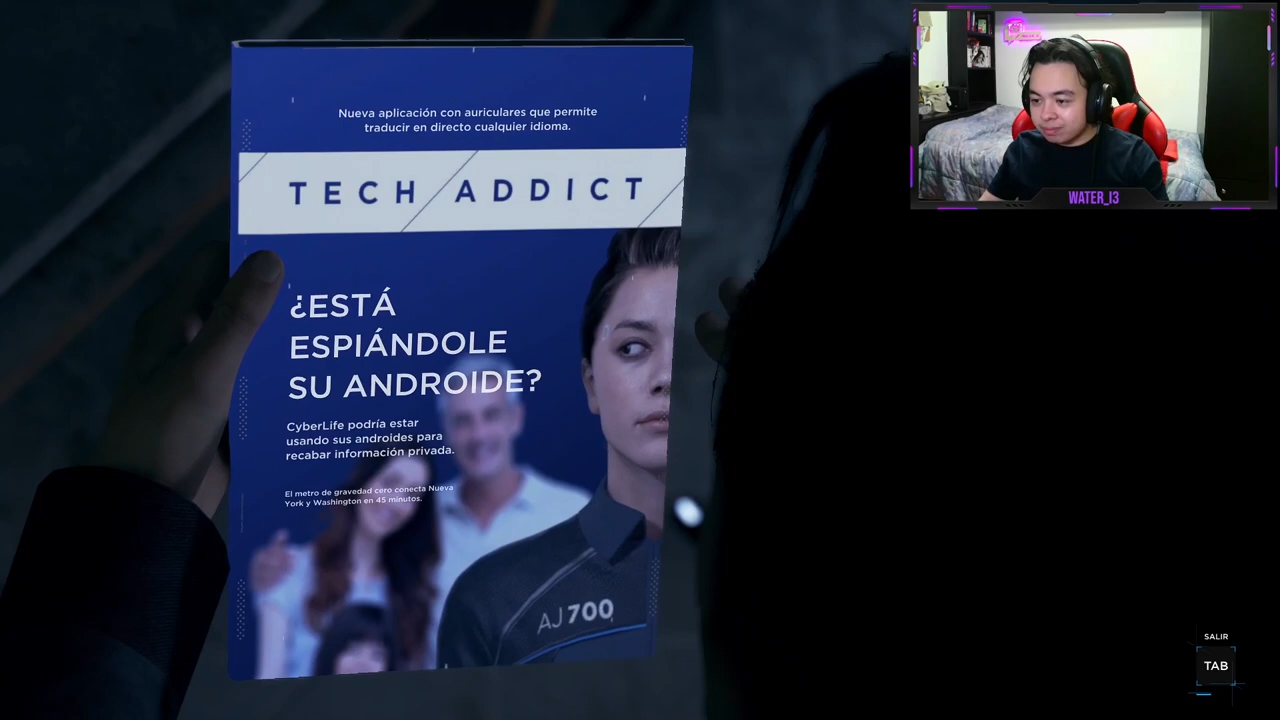 Nueva aplicación con auriculares que permite
traducir en directo cualquier idioma.
TECH ADDICT
¿ESTÁ
ESPIÁNDOLE
SU ANDROIDE?
CyberLife podría estar
usando sus androides para
recabar información privada.
El metro de gravedad cero conecta Nueva
York y Washington en 45 minutos.
AJ700
WATER_I3
SALIR
TAB